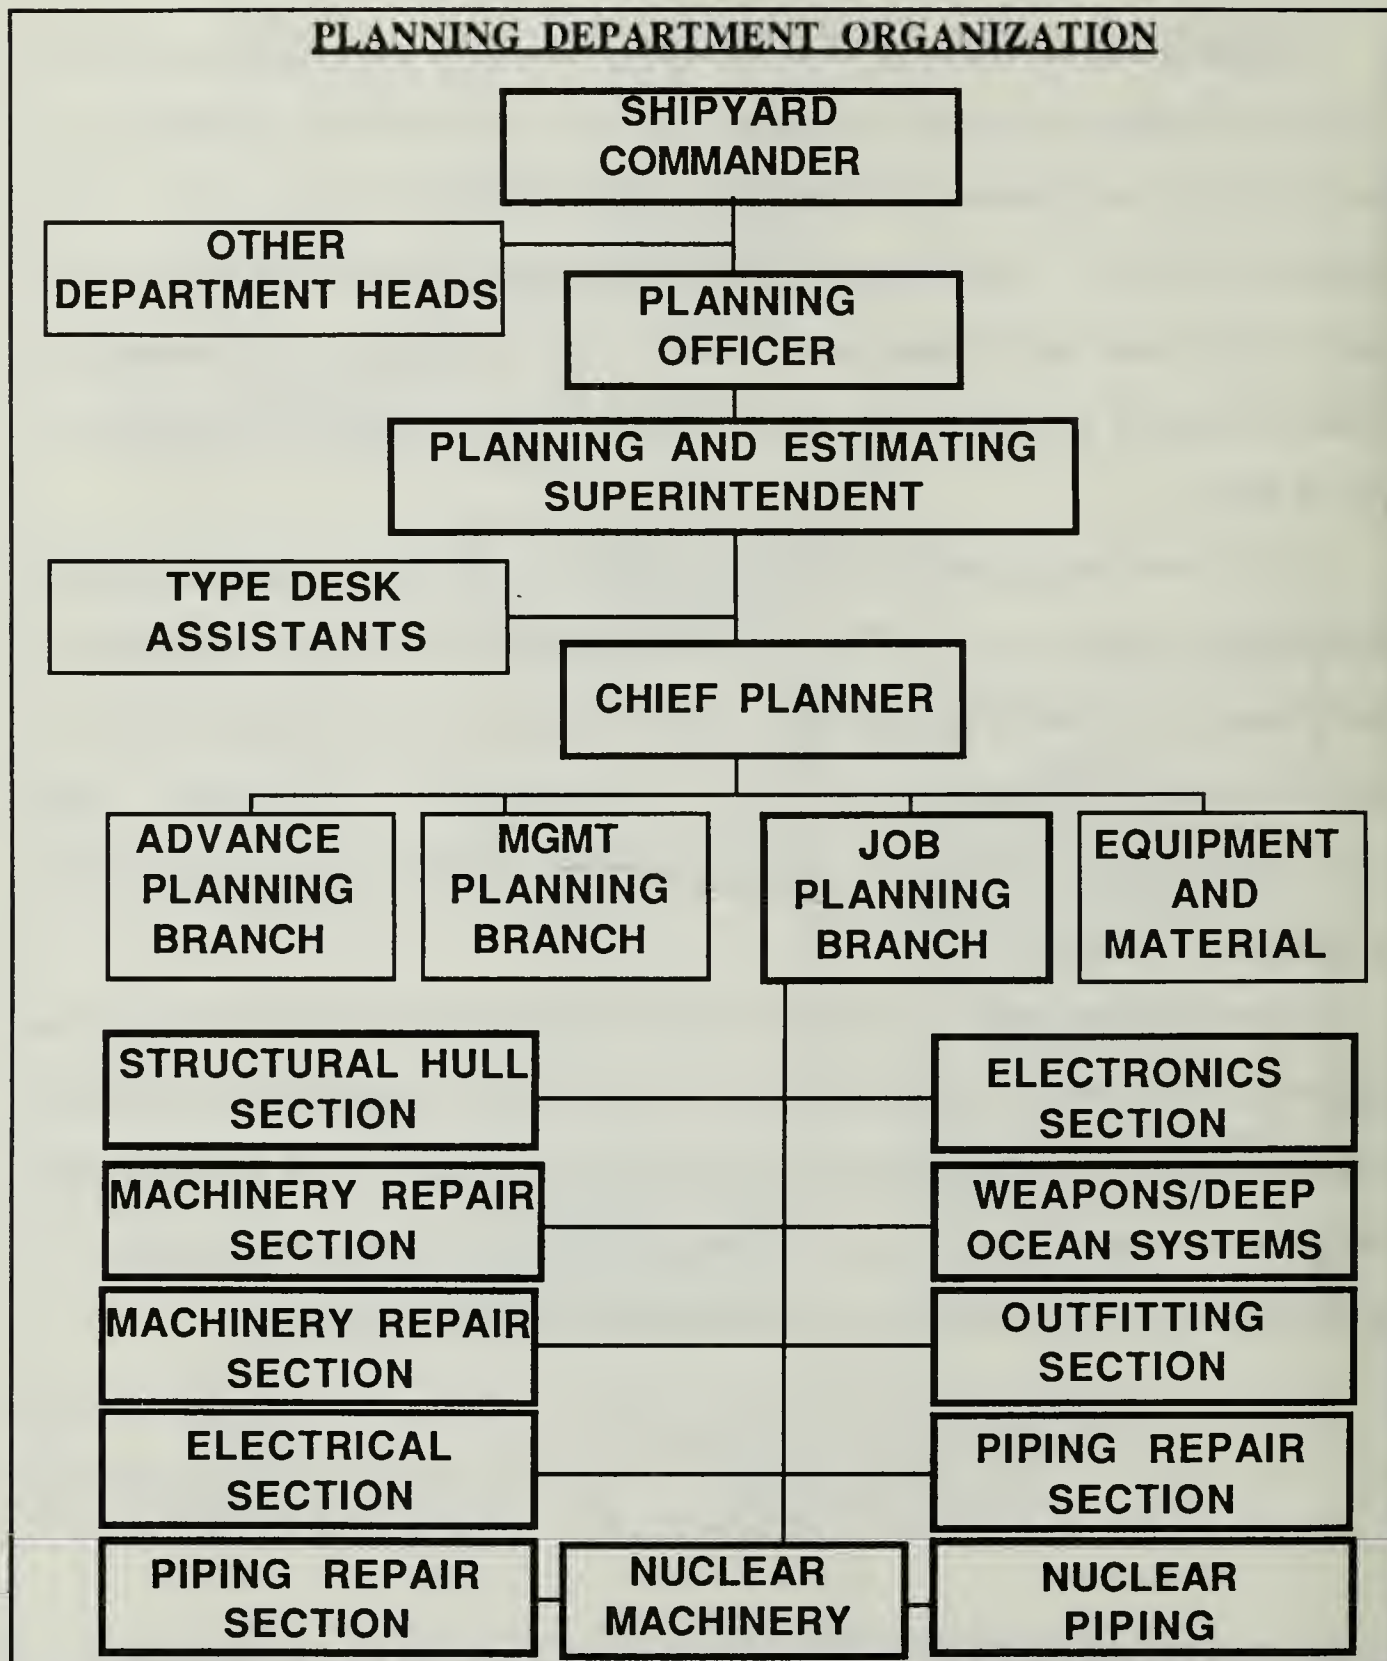 PLANNING DEPARTMENT ORGANIZATION
SHIPYARD
COMMANDER
OTHER
DEPARTMENT HEADS
PLANNING
OFFICER
PLANNING AND ESTIMATING
SUPERINTENDENT
TYPE DESK
ASSISTANTS
CHIEF PLANNER
ADVANCE
PLANNING
BRANCH
MGMT
PLANNING
BRANCH
JOB
PLANNING
BRANCH
EQUIPMENT
AND
MATERIAL
STRUCTURAL HULL
SECTION
ELECTRONICS
SECTION
MACHINERY REPAIR
SECTION
WEAPONS/DEEP
OCEAN SYSTEMS
MACHINERY REPAIR
SECTION
OUTFITTING
SECTION
ELECTRICAL
SECTION
PIPING REPAIR
SECTION
PIPING REPAIR
SECTION
NUCLEAR
MACHINERY
NUCLEAR
PIPING